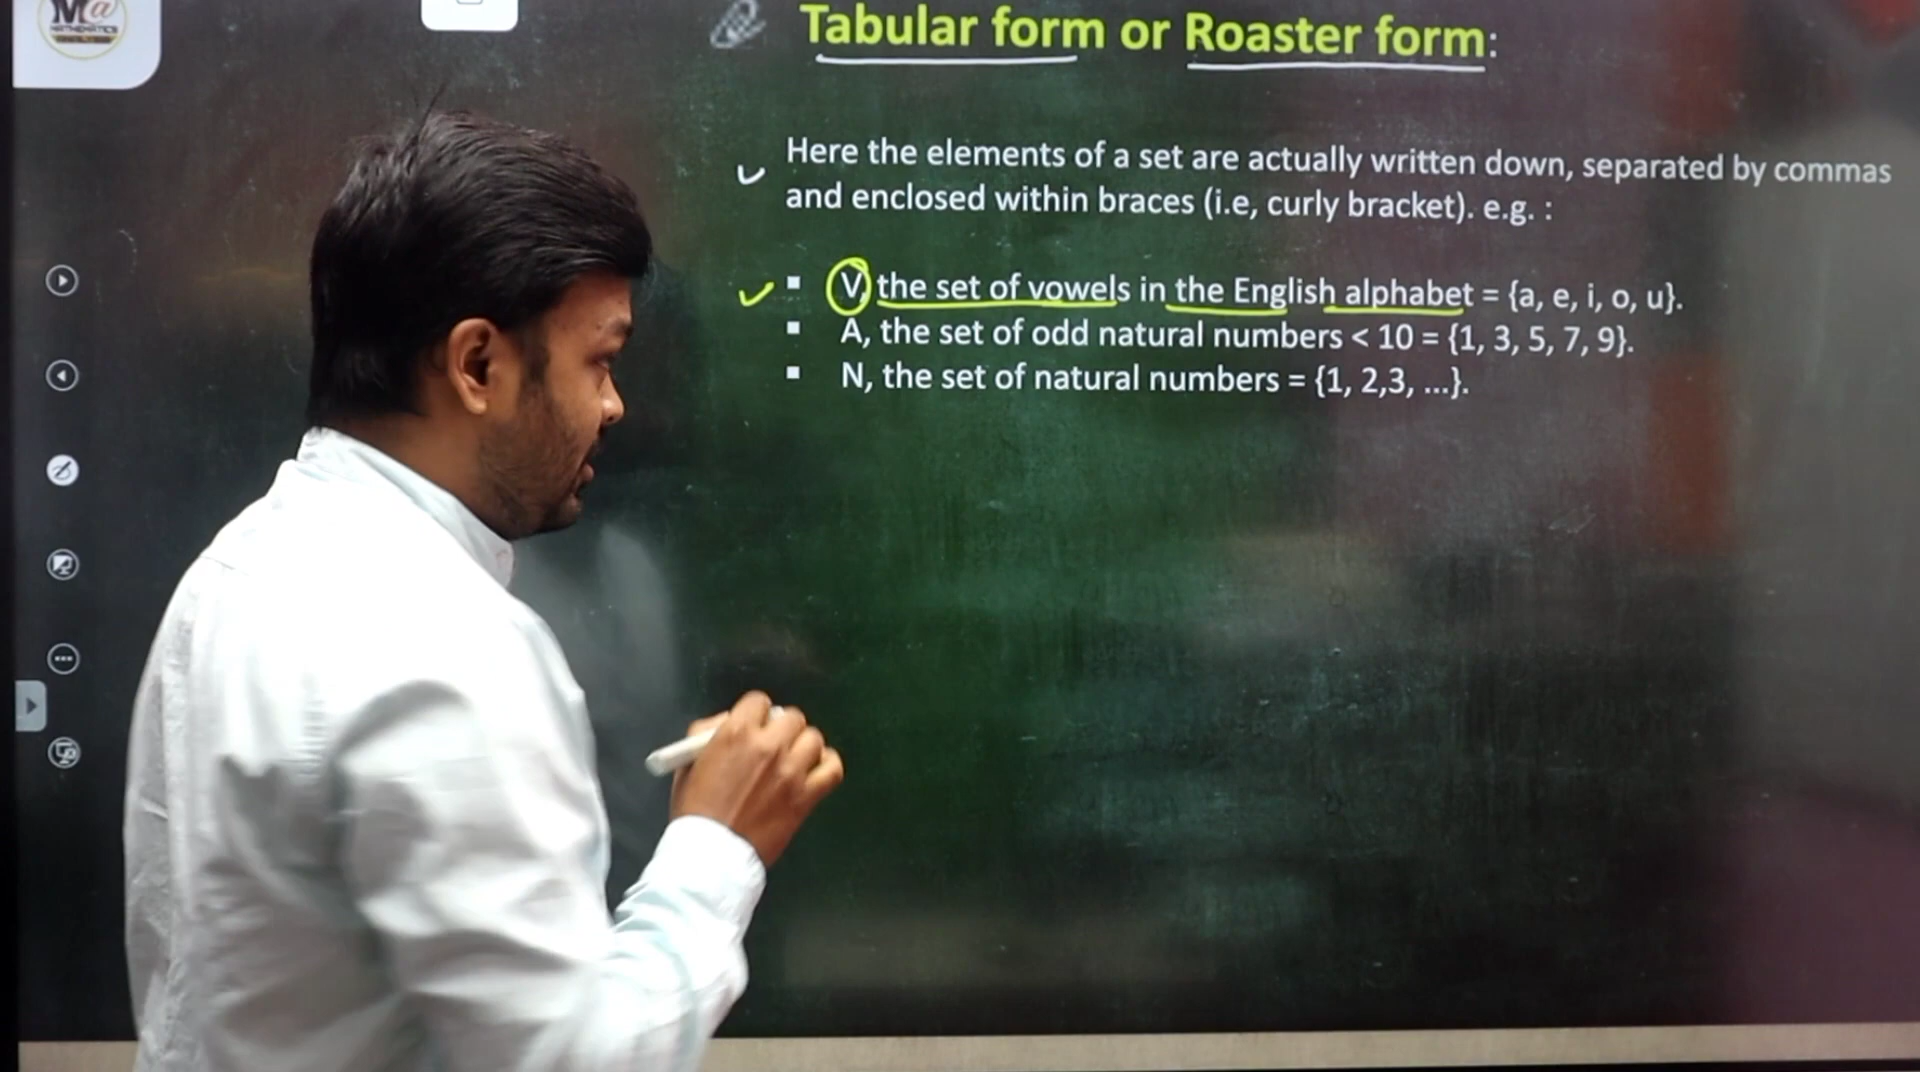 M@
MATHEMATICS
Tabular form or Roaster form:
Here the elements of a set are actually written down, separated by commas
and enclosed within braces (i.e, curly bracket). e.g. :
▪ V, the set of vowels in the English alphabet = {a, e, i, o, u}.
▪ A, the set of odd natural numbers < 10 = {1, 3, 5, 7, 9}.
▪ N, the set of natural numbers = {1, 2,3, ...}.